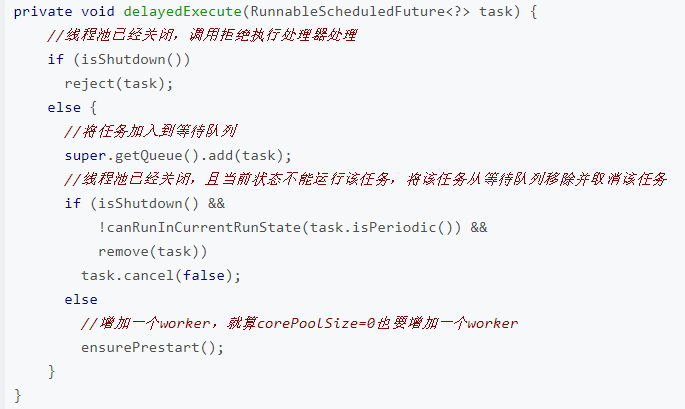 private void delayedExecute(RunnableScheduledFuture<?> task) {
    //线程池已经关闭，调用拒绝执行处理器处理
    if (isShutdown())
      reject(task);
    else {
      //将任务加入到等待队列
      super.getQueue().add(task);
      //线程池已经关闭，且当前状态不能运行该任务，将该任务从等待队列移除并取消该任务
      if (isShutdown() &&
          !canRunInCurrentRunState(task.isPeriodic()) &&
          remove(task))
        task.cancel(false);
      else
        //增加一个worker，就算corePoolSize=0也要增加一个worker
        ensurePrestart();
    }
}